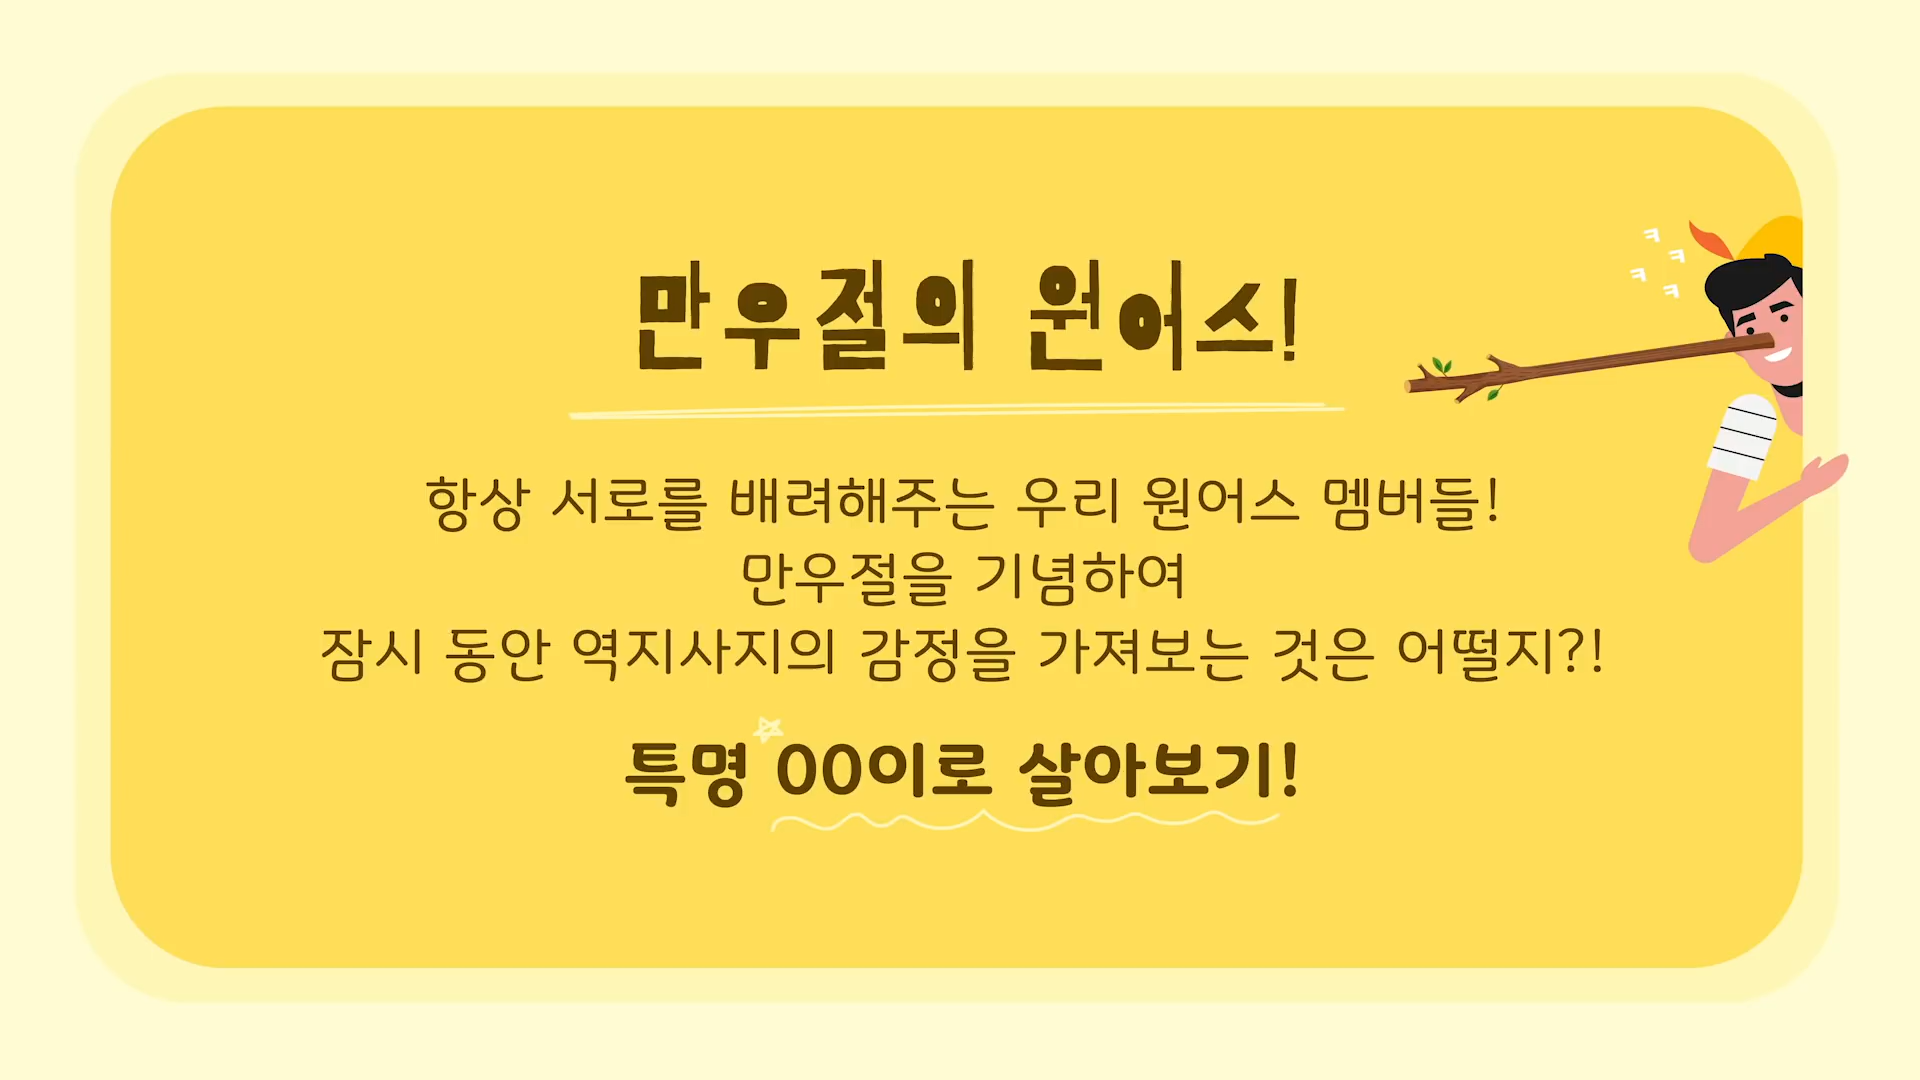 만우절의 원어스!
ㅋ
ㅋ
ㅋ
ㅋ
항상 서로를 배려해주는 우리 원어스 멤버들!
만우절을 기념하여
잠시 동안 역지사지의 감정을 가져보는 것은 어떨지?!
특명 00이로 살아보기!